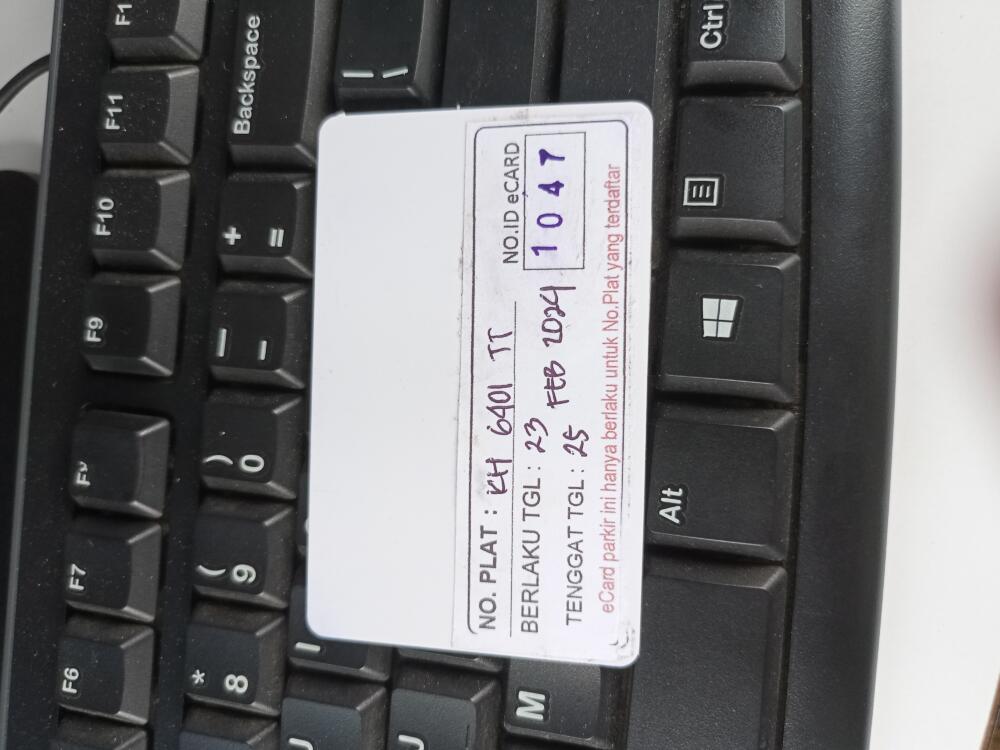 NO. PLAT : KH 6401 TT
NO.ID eCARD
BERLAKU TGL : 23
1047
TENGGAT TGL : 25 FEB 2024
eCard parkir ini hanya berlaku untuk No.Plat yang terdaftar
F11
F10
F9
F7
F6
Backspace
+ =
_ -
) 0
( 9
* 8
| \
M
Ctrl
Alt